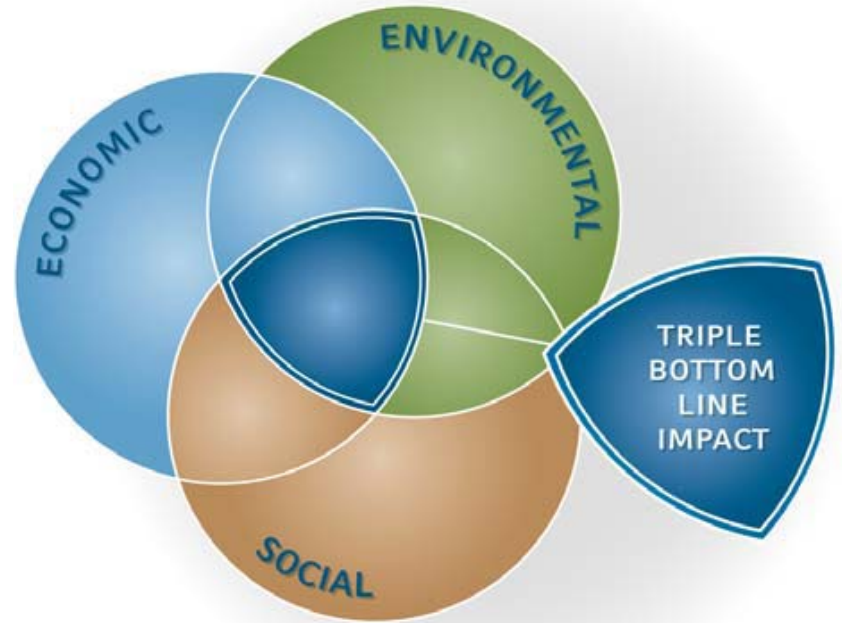 ENVIRONMENTAL
ECONOMIC
TRIPLE
BOTTOM
LINE
IMPACT
SOCIAL